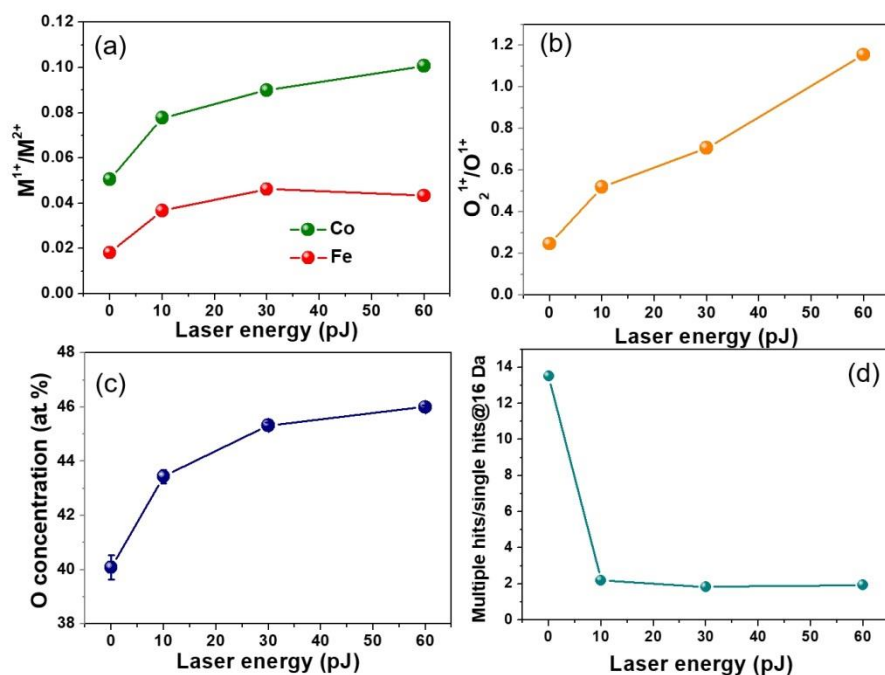 (a)
0.12
0.10
0.08
0.06
0.04
0.02
0.00
M¹⁺/M²⁺
Co
Fe
0 10 20 30 40 50 60
Laser energy (pJ)
(b)
1.2
1.0
0.8
0.6
0.4
0.2
0.0
O₂¹⁺/O¹⁺
0 10 20 30 40 50 60
Laser energy (pJ)
(c)
48
46
44
42
40
38
O concentration (at %)
0 10 20 30 40 50 60
Laser energy (pJ)
(d)
14
12
10
8
6
4
2
0
Multiple hits/single hits@16 Da
0 10 20 30 40 50 60
Laser energy (pJ)